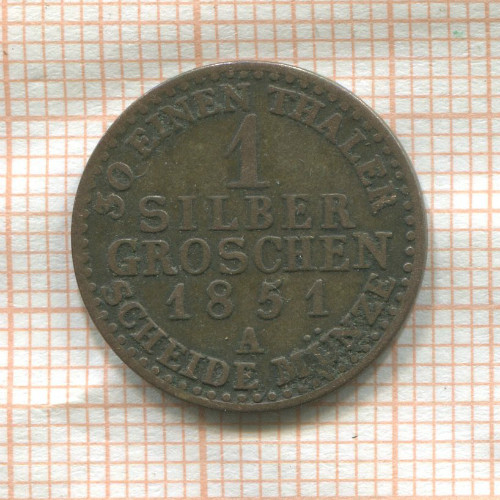 30 EINEN THALER
1
SILBER
GROSCHEN
1851
A
SCHEIDE MÜNZE